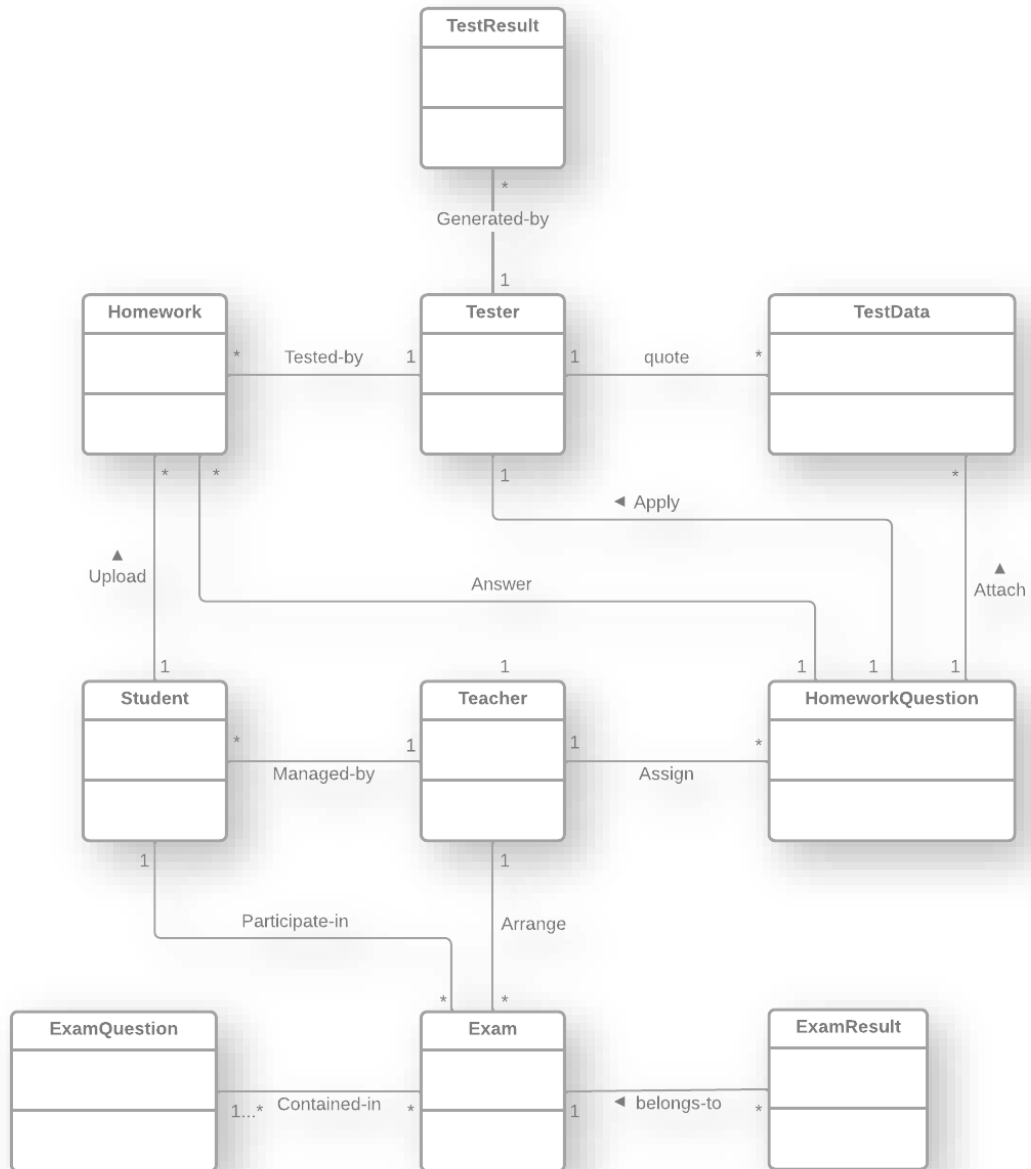 TestResult
*
Generated-by
1
Homework
Tester
TestData
*
Tested-by
1
1
quote
*
*
*
1
*
◄ Apply
▲
Upload
Answer
▲
Attach
1
1
1
1
1
Student
Teacher
HomeworkQuestion
*
Managed-by
1
1
Assign
*
1
1
Participate-in
Arrange
*
*
ExamQuestion
Exam
ExamResult
1...*
Contained-in
*
1
◄ belongs-to
*